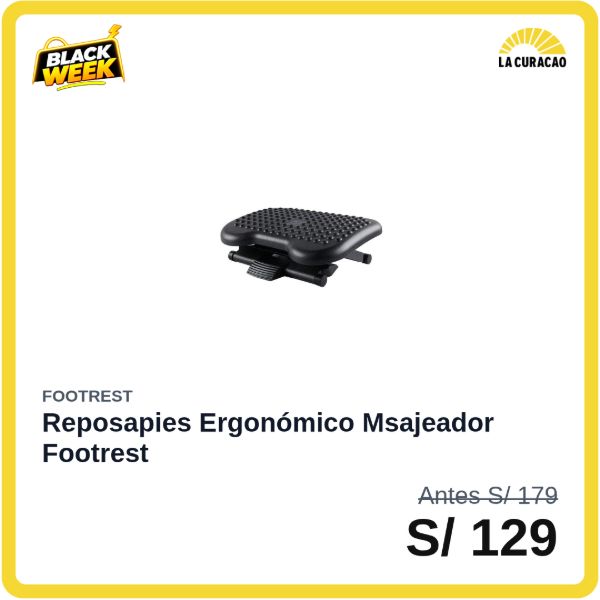 BLACK
WEEK
LA CURACAO
FOOTREST
Reposapies Ergonómico Msajeador
Footrest
Antes S/ 179
S/ 129